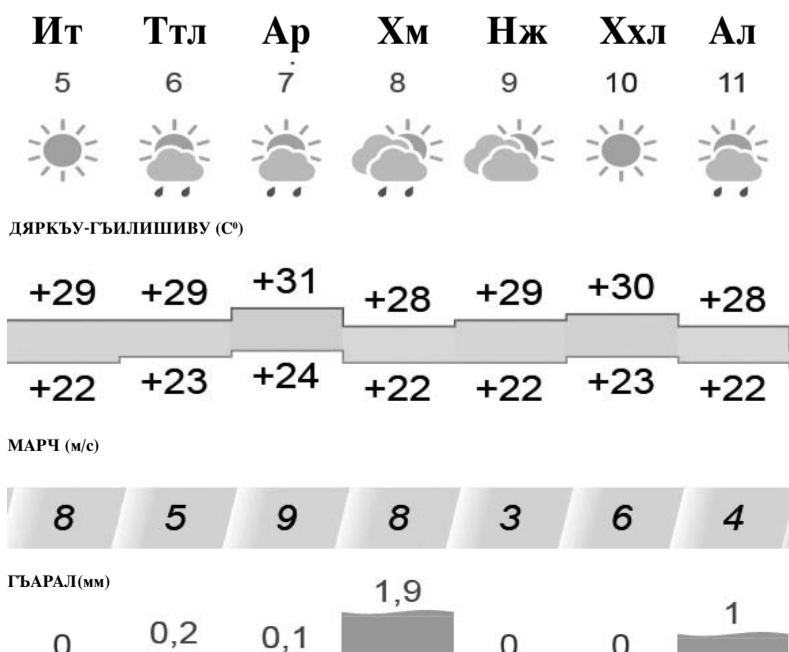 Ит Ттл Ар Хм Нж Ххл Ал
5 6 7 8 9 10 11
ДЯРКЪУ-ГЪИЛИШИВУ (С⁰)
+29 +29 +31 +28 +29 +30 +28
+22 +23 +24 +22 +22 +23 +22
МАРЧ (м/с)
8 5 9 8 3 6 4
ГЪАРАЛ(мм)
0 0,2 0,1 1,9 0 0 1